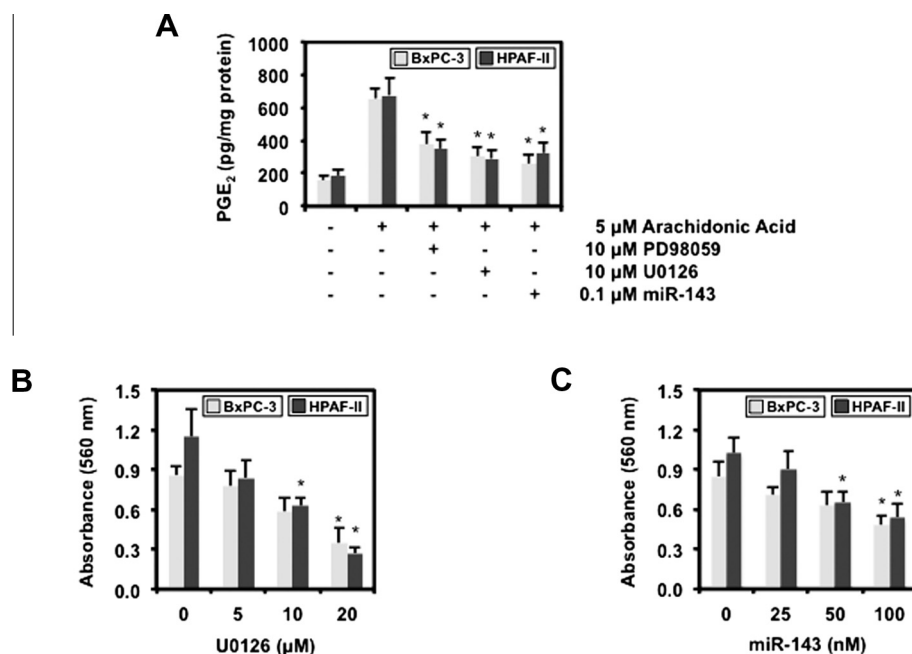 A
1000
800
600
400
200
0
PGE2 (pg/mg protein)
BxPC-3 HPAF-II
* * * * * *
- + + + + 5 µM Arachidonic Acid
- - + - - 10 µM PD98059
- - - + - 10 µM U0126
- - - - + 0.1 µM miR-143
B
1.5
1.2
0.9
0.6
0.3
0.0
Absorbance (560 nm)
BxPC-3 HPAF-II
* * *
0 5 10 20
U0126 (µM)
C
1.5
1.2
0.9
0.6
0.3
0.0
Absorbance (560 nm)
BxPC-3 HPAF-II
* * *
0 25 50 100
miR-143 (nM)